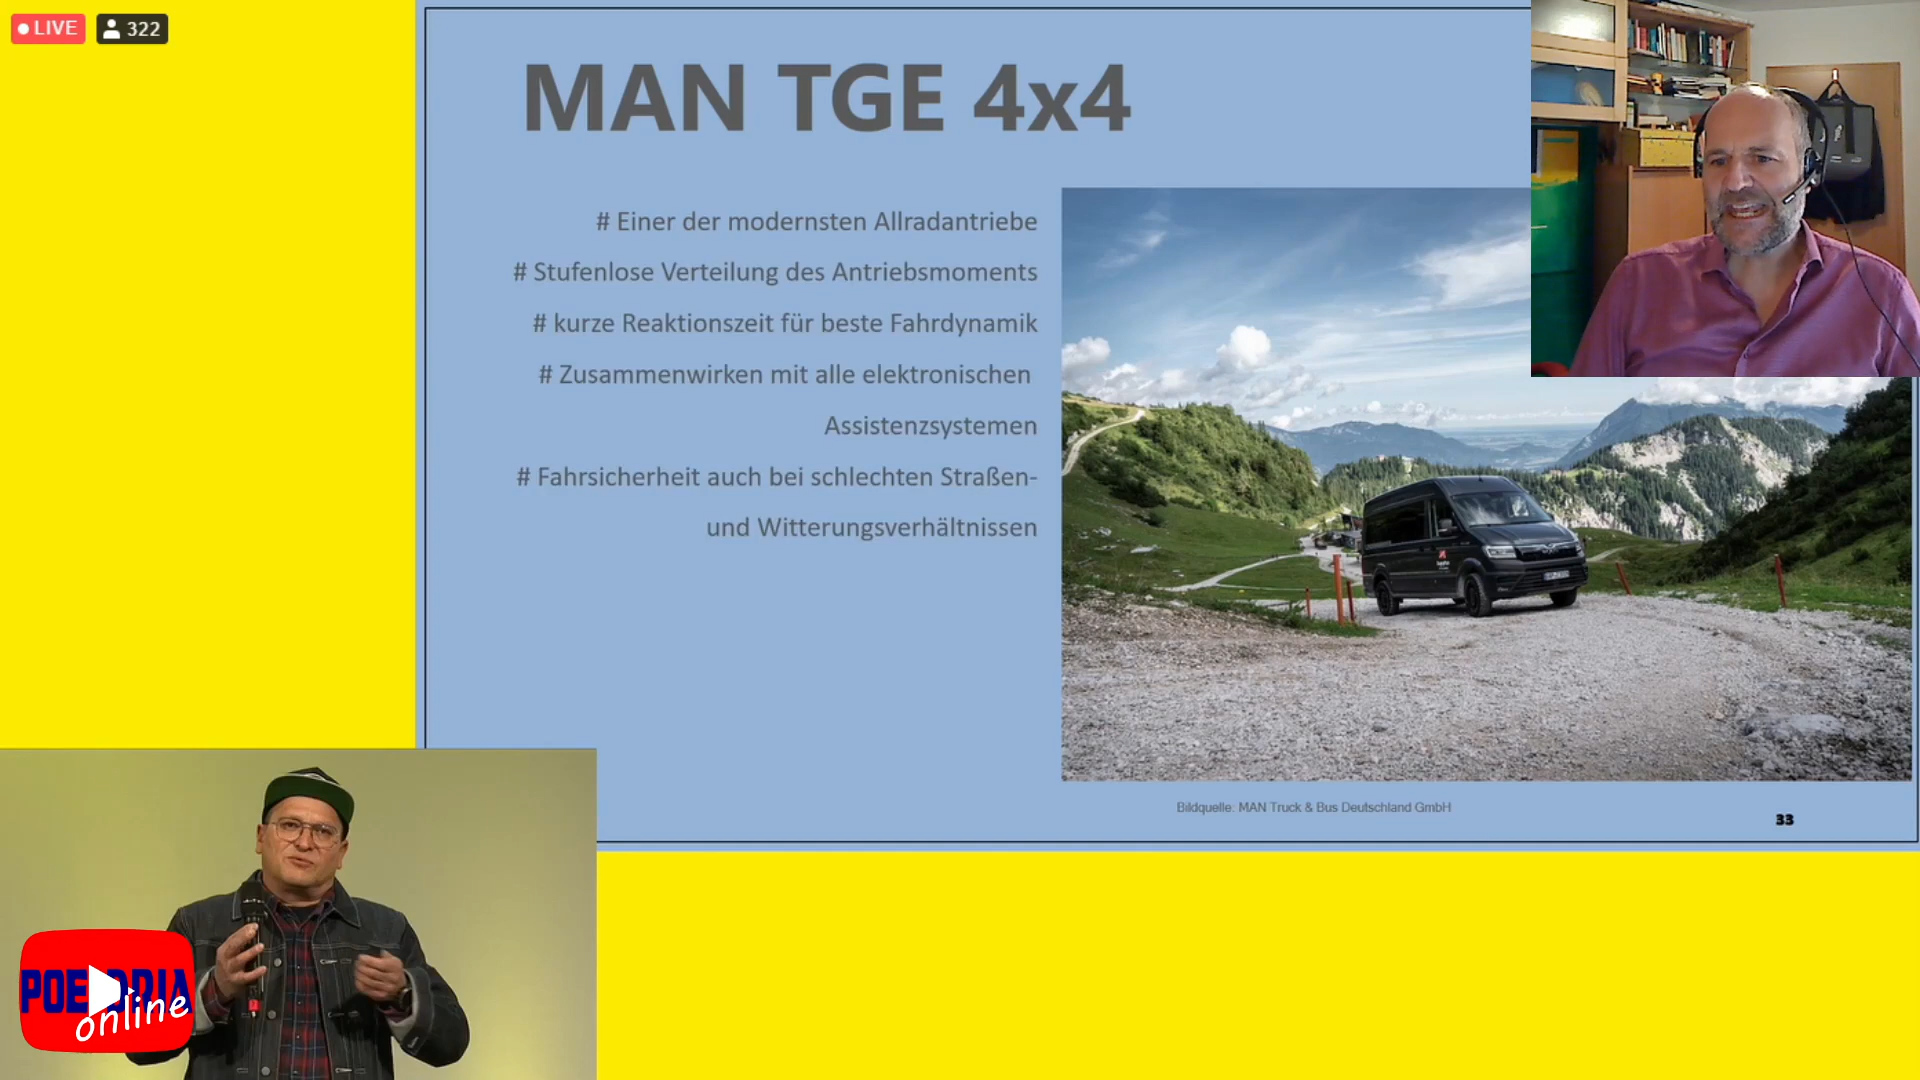 LIVE
322
MAN TGE 4x4
# Einer der modernsten Allradantriebe
# Stufenlose Verteilung des Antriebsmoments
# kurze Reaktionszeit für beste Fahrdynamik
# Zusammenwirken mit alle elektronischen
Assistenzsystemen
# Fahrsicherheit auch bei schlechten Straßen-
und Witterungsverhältnissen
Bildquelle: MAN Truck & Bus Deutschland GmbH
33
online